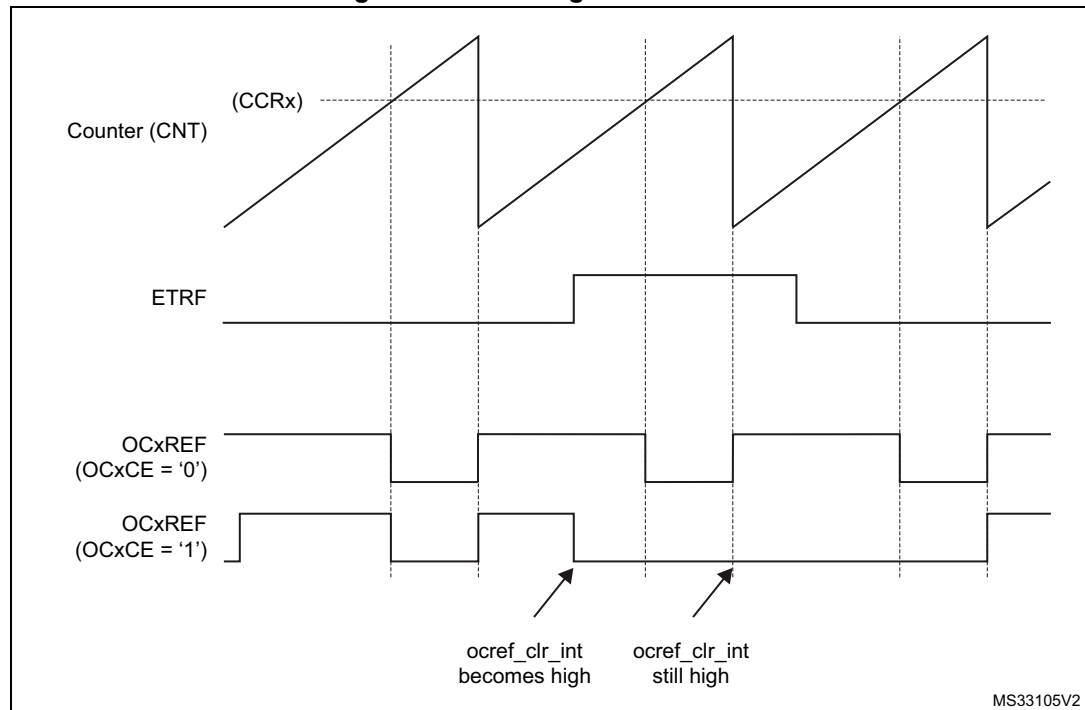 (CCRx)
Counter (CNT)
ETRF
OCxREF
(OCxCE = ‘0’)
OCxREF
(OCxCE = ‘1’)
ocref_clr_int
becomes high
ocref_clr_int
still high
MS33105V2